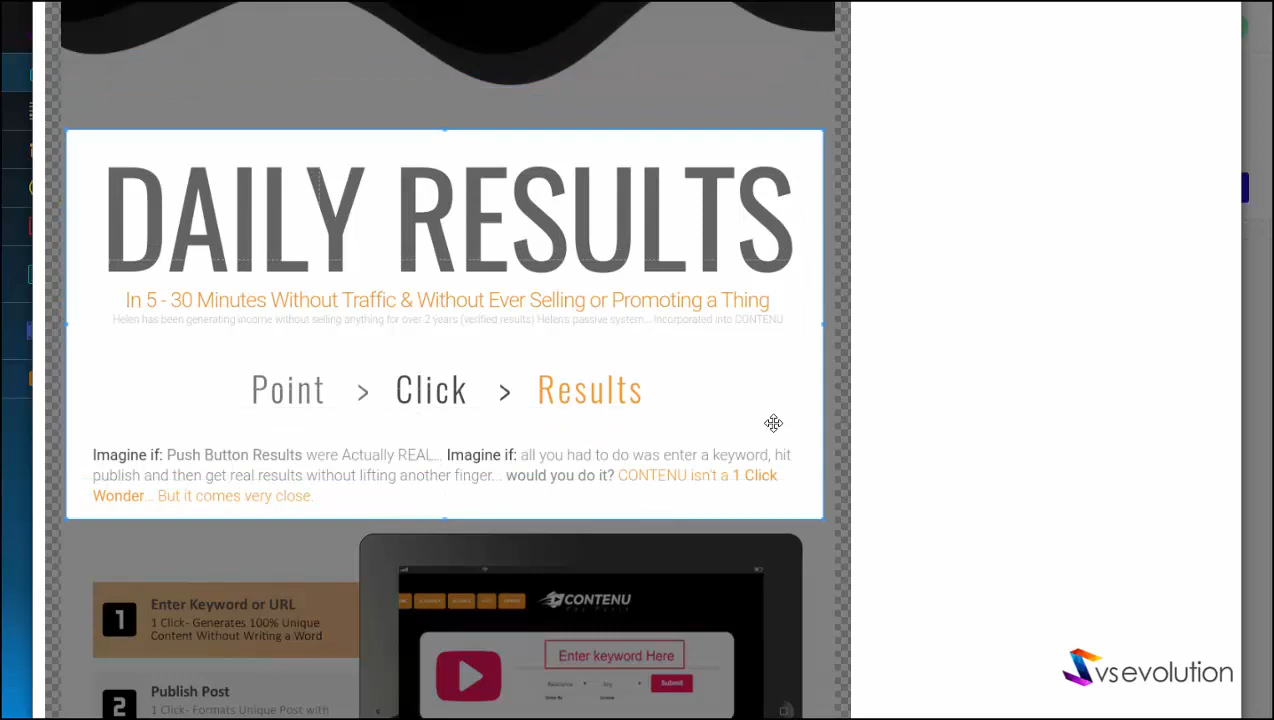 DAILY RESULTS
In 5 - 30 Minutes Without Traffic & Without Ever Selling or Promoting a Thing
Helen has been generating income without selling anything for over 2 years (verified results) Helen's passive system... Incorporated into CONTENU
Point > Click > Results
Imagine if: Push Button Results were Actually REAL... Imagine if: all you had to do was enter a keyword, hit
publish and then get real results without lifting another finger... would you do it? CONTENU isn't a 1 Click
Wonder... But it comes very close.
CONTENU
1 Enter Keyword or URL
1 Click- Generates 100% Unique
Content Without Writing a Word
Enter keyword Here
Submit
2 Publish Post
1 Click- Formats Unique Post with
vsevolution